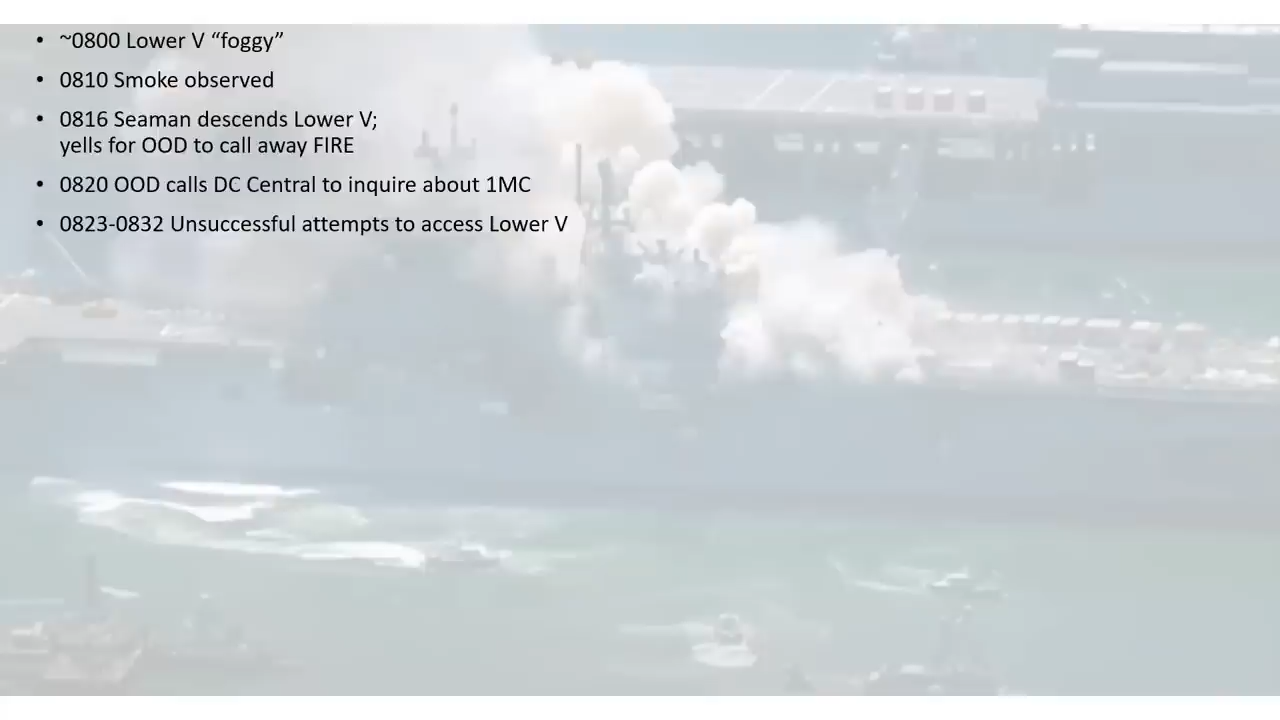 • ~0800 Lower V “foggy”
• 0810 Smoke observed
• 0816 Seaman descends Lower V;
yells for OOD to call away FIRE
• 0820 OOD calls DC Central to inquire about 1MC
• 0823-0832 Unsuccessful attempts to access Lower V